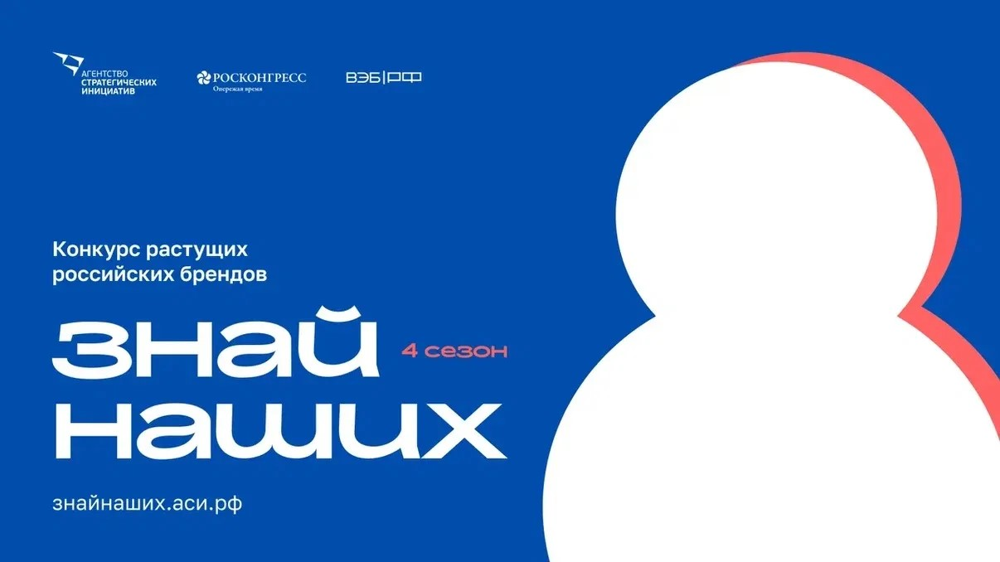 АГЕНТСТВО
СТРАТЕГИЧЕСКИХ
ИНИЦИАТИВ
РОСКОНГРЕСС
Опережая время
ВЭБ|РФ
Конкурс растущих
российских брендов
знай
4 сезон
наших
знайнаших.аси.рф